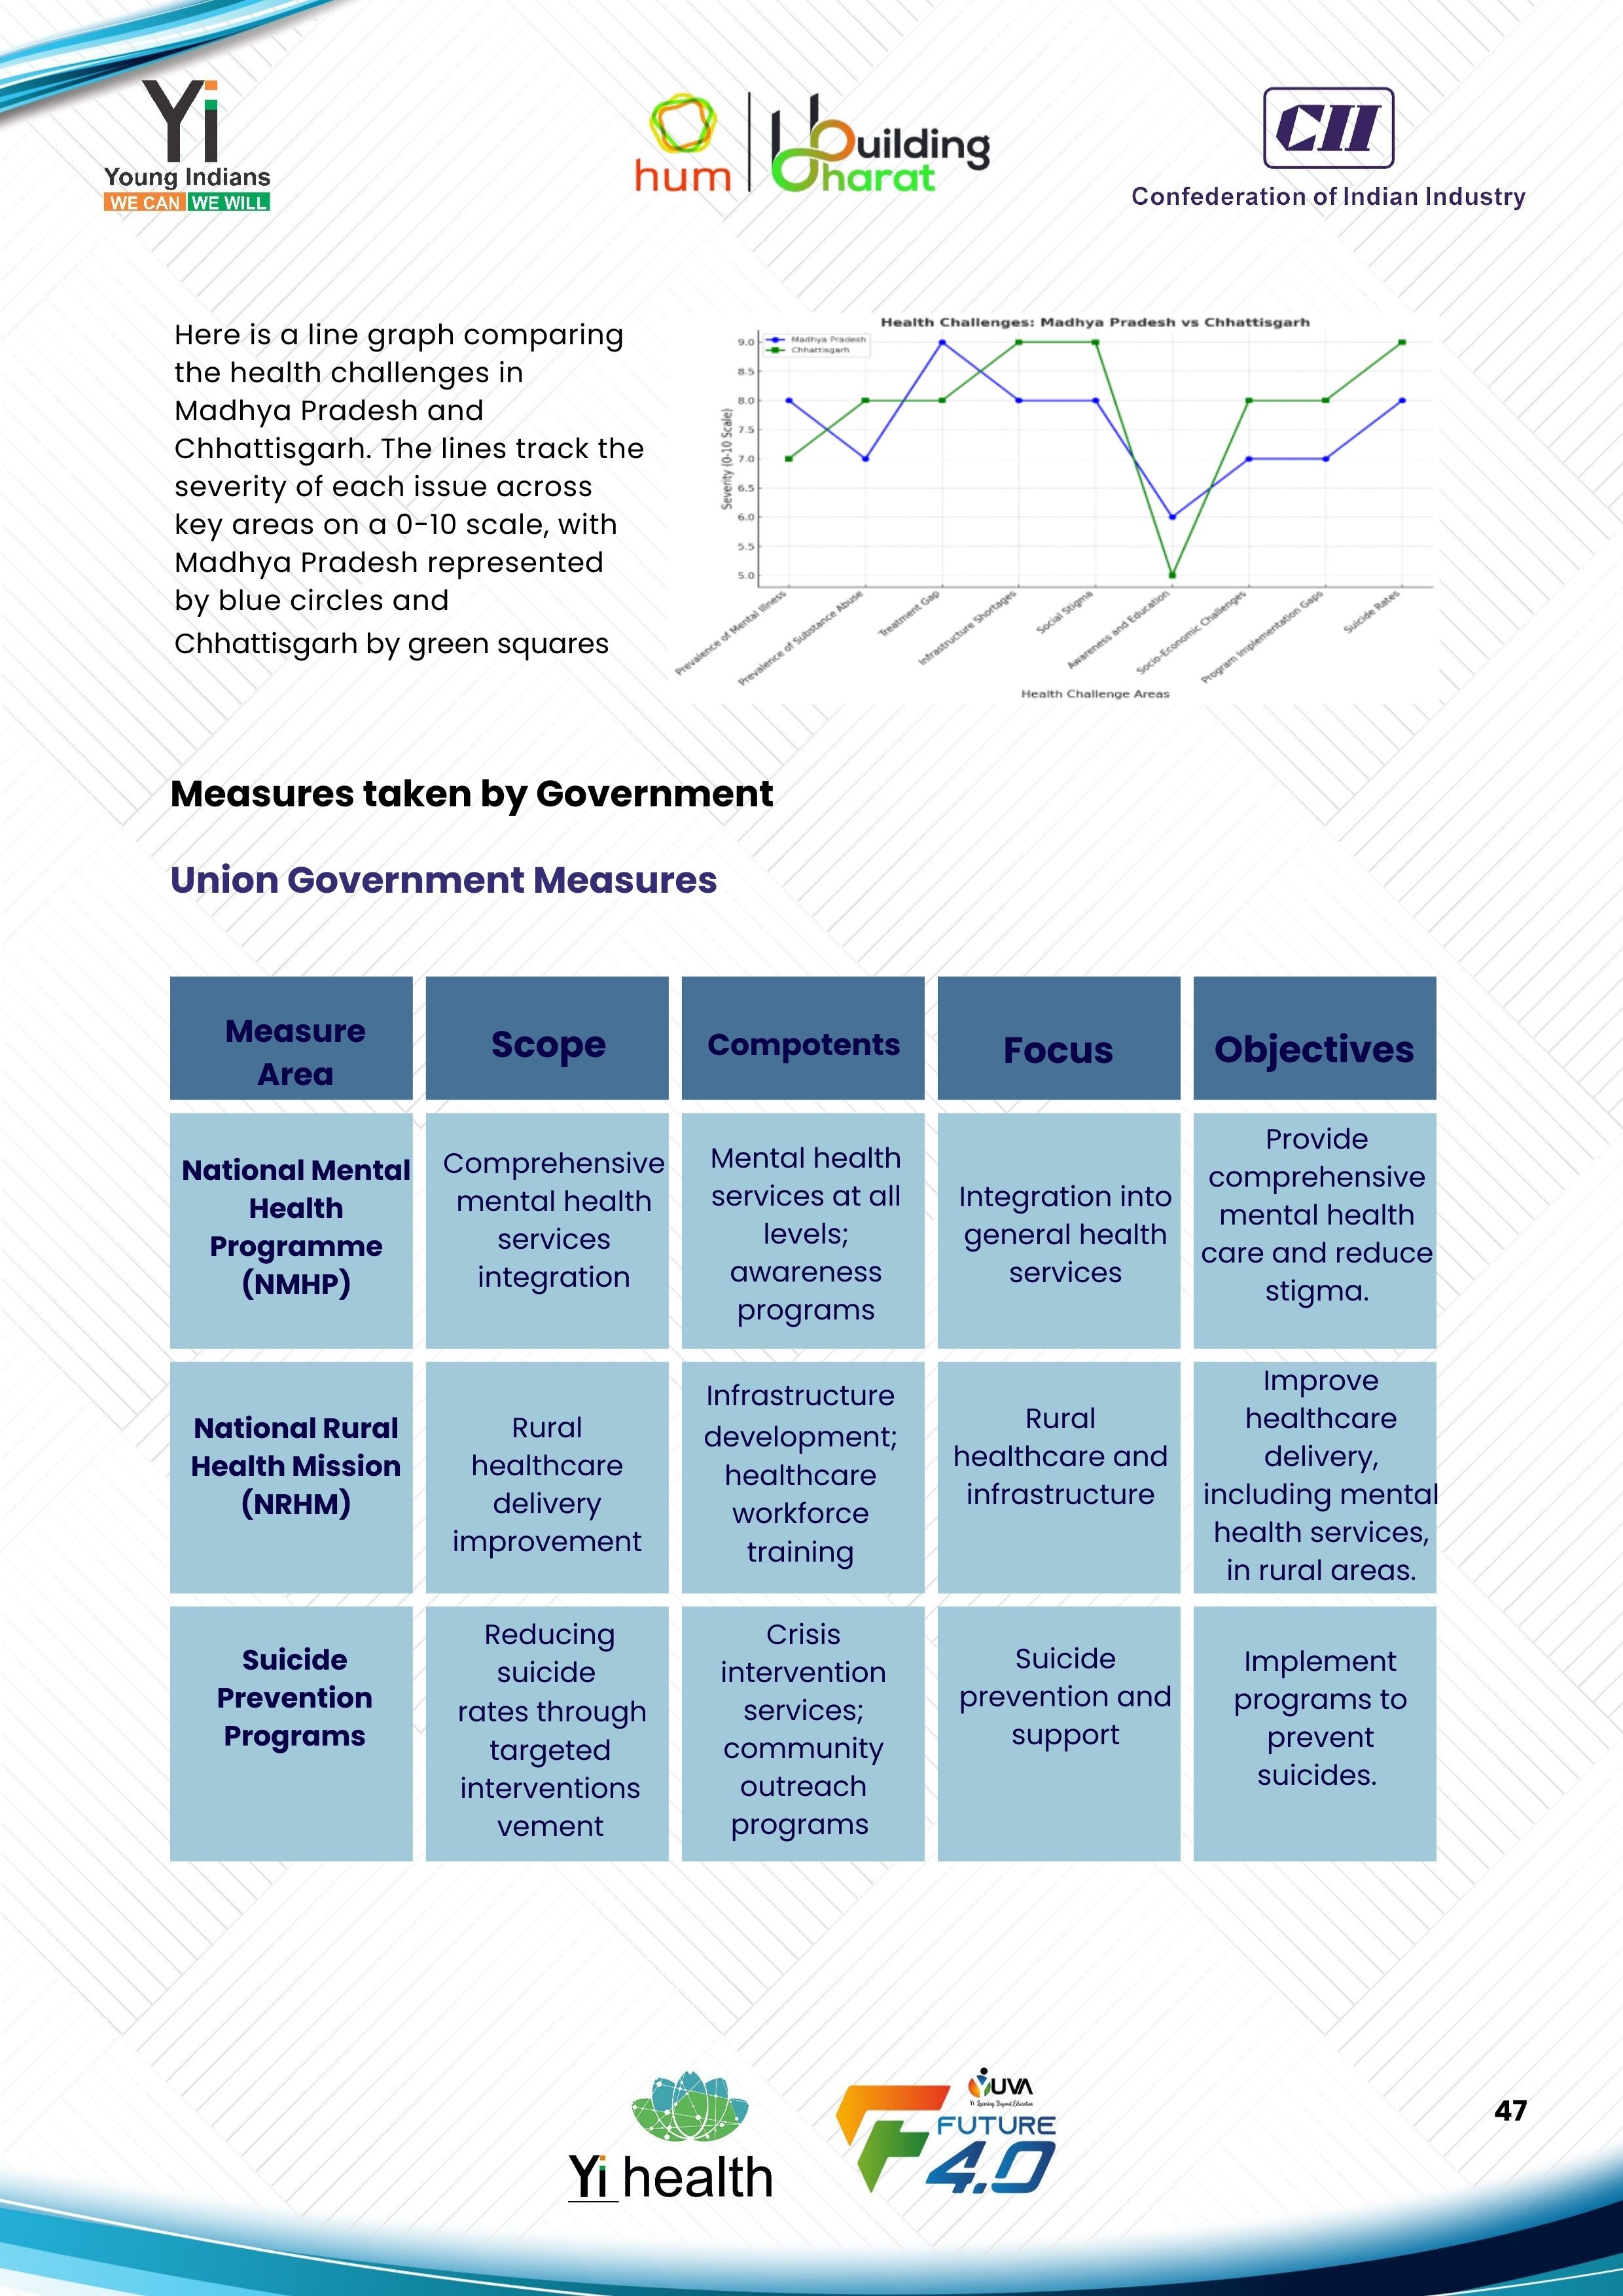 Yi
Young Indians
WE CAN WE WILL
hum
Building
Bharat
CII
Confederation of Indian Industry
Here is a line graph comparing
the health challenges in
Madhya Pradesh and
Chhattisgarh. The lines track the
severity of each issue across
key areas on a 0-10 scale, with
Madhya Pradesh represented
by blue circles and
Chhattisgarh by green squares
Health Challenges: Madhya Pradesh vs Chhattisgarh
Madhya Pradesh
Chhattisgarh
Severity (0-10 Scale)
9.0
8.5
8.0
7.5
7.0
6.5
6.0
5.5
5.0
Prevalence of Mental Illness
Prevalence of Substance Abuse
Treatment Gap
Infrastructure Shortages
Social Stigma
Awareness and Education
Socio-Economic Challenges
Program Implementation Gaps
Suicide Rates
Health Challenge Areas
Measures taken by Government
Union Government Measures
Measure
Area
Scope
Compotents
Focus
Objectives
National Mental
Health
Programme
(NMHP)
Comprehensive
mental health
services
integration
Mental health
services at all
levels;
awareness
programs
Integration into
general health
services
Provide
comprehensive
mental health
care and reduce
stigma.
National Rural
Health Mission
(NRHM)
Rural
healthcare
delivery
improvement
Infrastructure
development;
healthcare
workforce
training
Rural
healthcare and
infrastructure
Improve
healthcare
delivery,
including mental
health services,
in rural areas.
Suicide
Prevention
Programs
Reducing
suicide
rates through
targeted
interventions
vement
Crisis
intervention
services;
community
outreach
programs
Suicide
prevention and
support
Implement
programs to
prevent
suicides.
Yi health
YUVA
Yi Learning Beyond Education
FUTURE
4.0
47